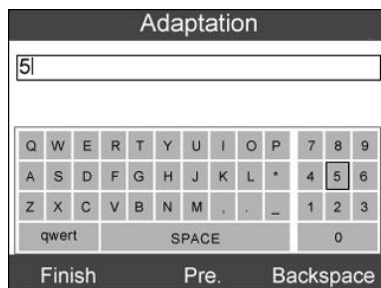 Adaptation
5
Q W E R T Y U I O P 7 8 9
A S D F G H J K L * 4 5 6
Z X C V B N M , . _ 1 2 3
qwert SPACE 0
Finish Pre. Backspace